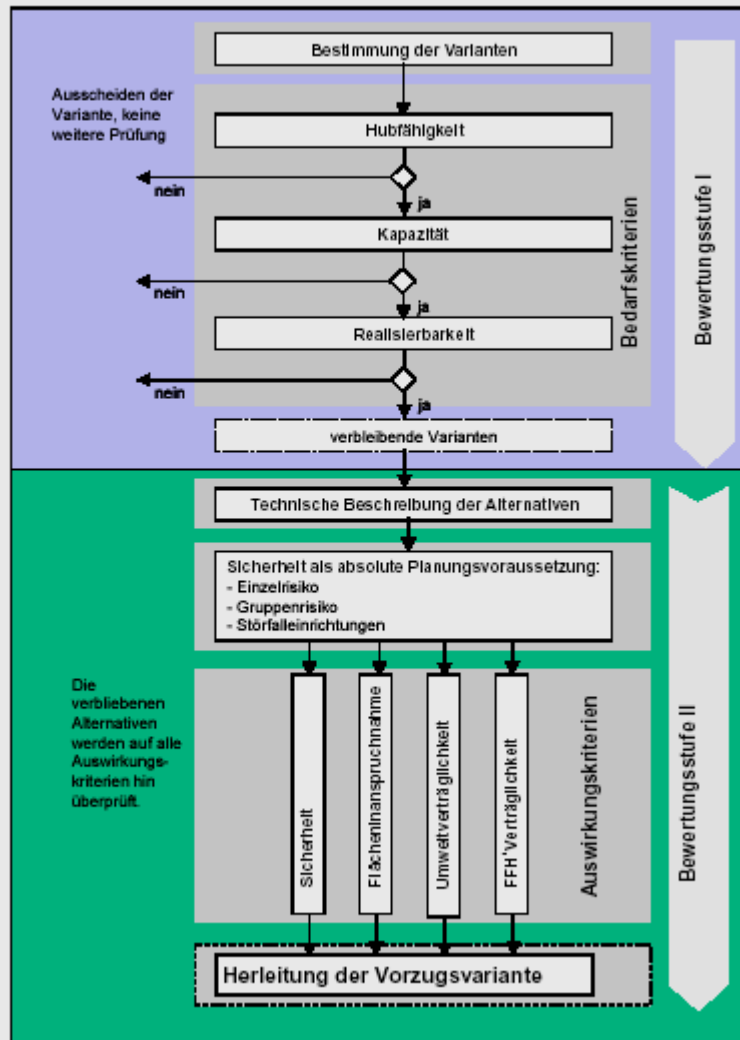 Bestimmung der Varianten
Ausscheiden der
Variante, keine
weitere Prüfung
Hubfähigkeit
nein
ja
Kapazität
nein
ja
Realisierbarkeit
nein
ja
verbleibende Varianten
Bedarfskriterien
Bewertungsstufe I
Technische Beschreibung der Alternativen
Sicherheit als absolute Planungsvoraussetzung:
- Einzelrisiko
- Gruppenrisiko
- Störfalleinrichtungen
Die
verbliebenen
Alternativen
werden auf alle
Auswirkungs-
kriterien hin
überprüft.
Sicherheit
Flächeninanspruchnahme
Umweltverträglichkeit
FFH*Verträglichkeit
Auswirkungskriterien
Bewertungsstufe II
Herleitung der Vorzugsvariante